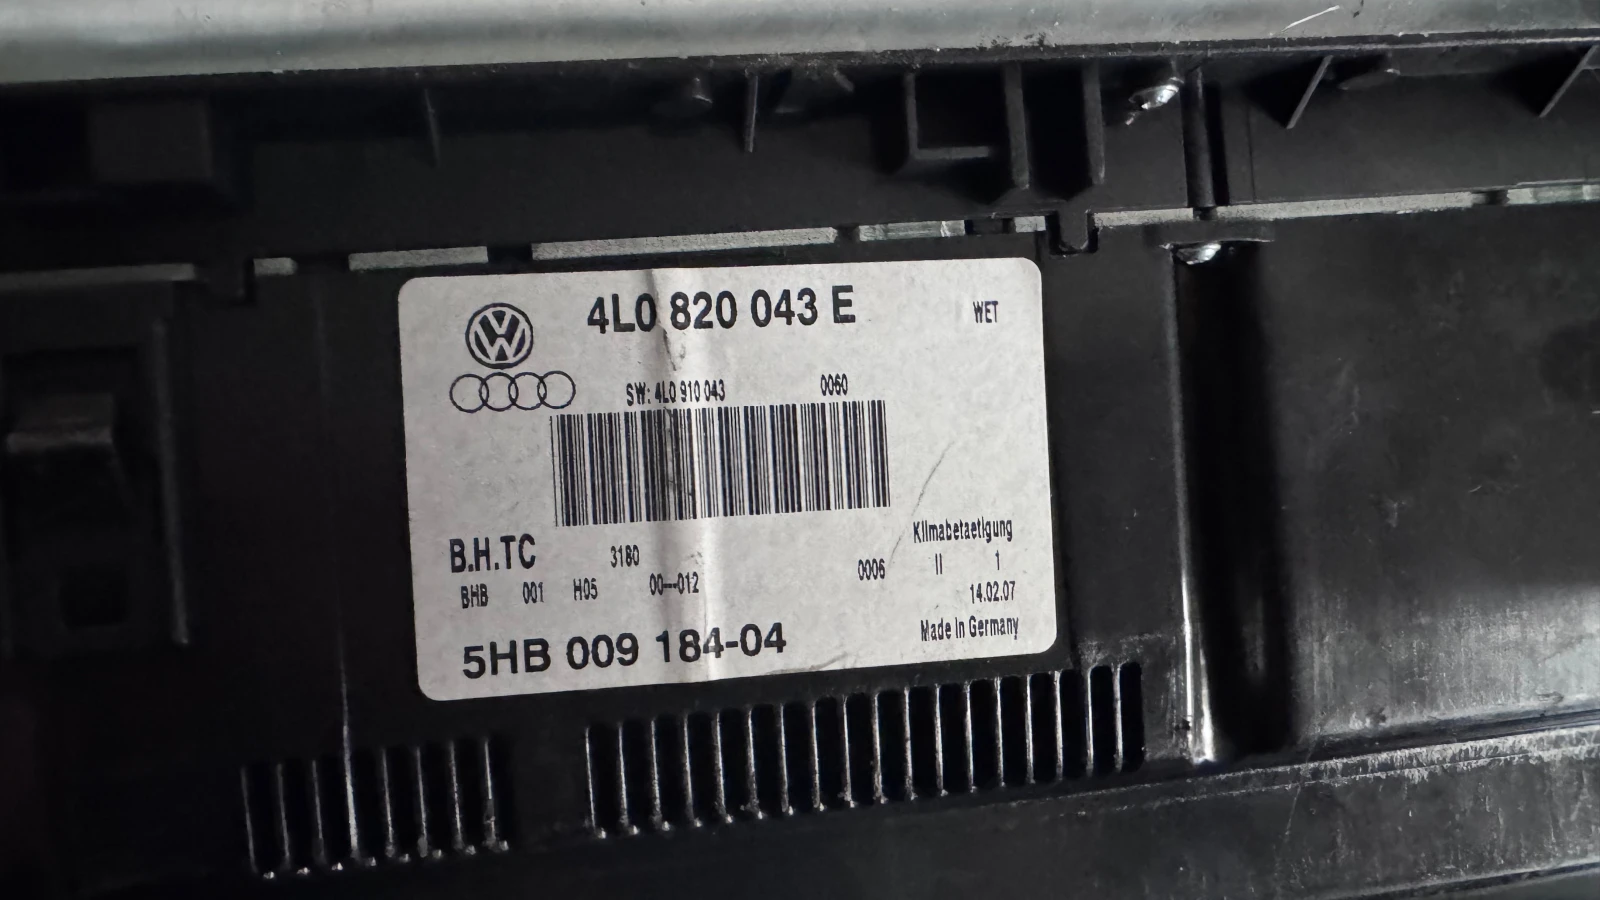 4L0 820 043 E WET
SW: 4L0 910 043 0060
Klimabetaetigung
B.H.TC 3180 0006 II 1
BHB 001 H05 00---012 14.02.07
5HB 009 184-04 Made in Germany